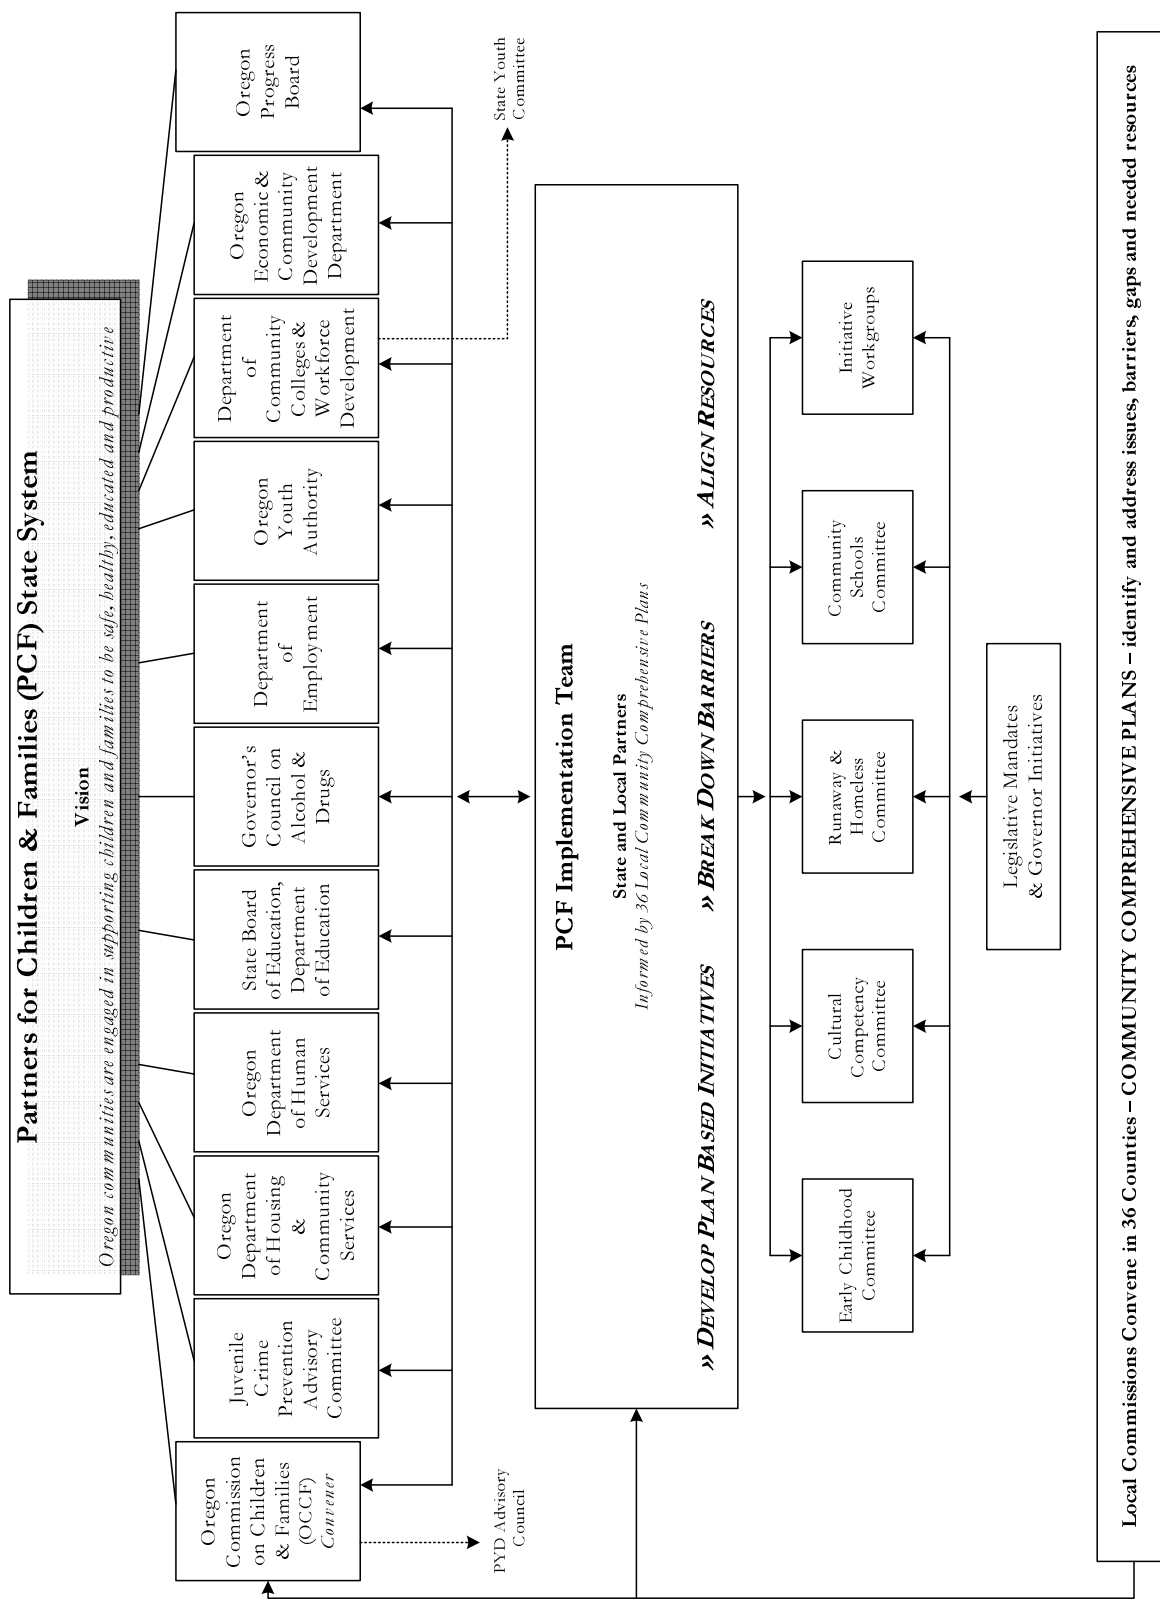 Partners for Children & Families (PCF) State System
Vision
Oregon communities are engaged in supporting children and families to be safe, healthy, educated and productive
Oregon
Commission
on Children
& Families
(OCCF)
Convener
Juvenile
Crime
Prevention
Advisory
Committee
Oregon
Department
of Housing
&
Community
Services
Oregon
Department
of Human
Services
State Board
of Education,
Department
of Education
Governor's
Council on
Alcohol &
Drugs
Department
of
Employment
Oregon
Youth
Authority
Department
of
Community
Colleges &
Workforce
Development
Oregon
Economic &
Community
Development
Department
Oregon
Progress
Board
PYD Advisory
Council
State Youth
Committee
PCF Implementation Team
State and Local Partners
Informed by 36 Local Community Comprehensive Plans
» DEVELOP PLAN BASED INITIATIVES » BREAK DOWN BARRIERS » ALIGN RESOURCES
Early Childhood
Committee
Cultural
Competency
Committee
Runaway &
Homeless
Committee
Community
Schools
Committee
Initiative
Workgroups
Legislative Mandates
& Governor Initiatives
Local Commissions Convene in 36 Counties – COMMUNITY COMPREHENSIVE PLANS – identify and address issues, barriers, gaps and needed resources